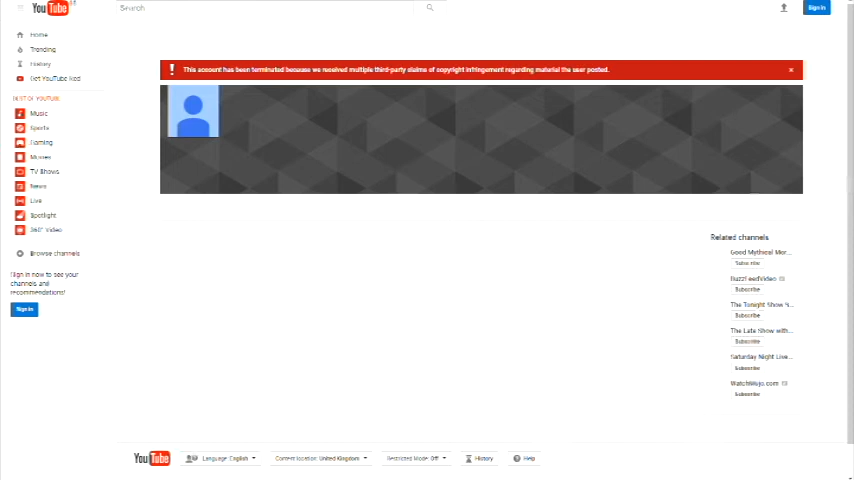 YouTube
Search
Sign in
Home
Trending
History
Get YouTube Red
BEST OF YOUTUBE
Music
Sports
Gaming
Movies
TV Shows
News
Live
Spotlight
360° Video
Browse channels
Sign in now to see your
channels and
recommendations!
Sign in
This account has been terminated because we received multiple third-party claims of copyright infringement regarding material the user posted.
Related channels
Good Mythical Mor...
Subscribe
BuzzFeedVideo
Subscribe
The Tonight Show S...
Subscribe
The Late Show with...
Subscribe
Saturday Night Live...
Subscribe
WatchMojo.com
Subscribe
YouTube
Language: English
Content location: United Kingdom
Restricted Mode: Off
History
Help